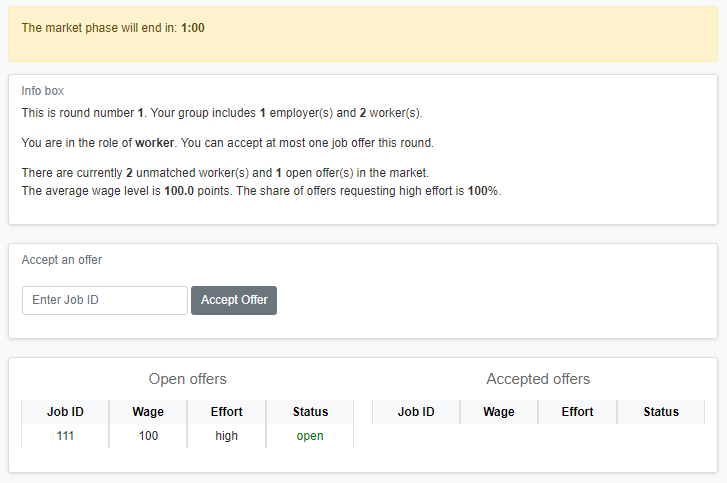 The market phase will end in: 1:00
Info box
This is round number 1. Your group includes 1 employer(s) and 2 worker(s).
You are in the role of worker. You can accept at most one job offer this round.
There are currently 2 unmatched worker(s) and 1 open offer(s) in the market.
The average wage level is 100.0 points. The share of offers requesting high effort is 100%.
Accept an offer
Enter Job ID Accept Offer
Open offers
Job ID Wage Effort Status
111 100 high open
Accepted offers
Job ID Wage Effort Status